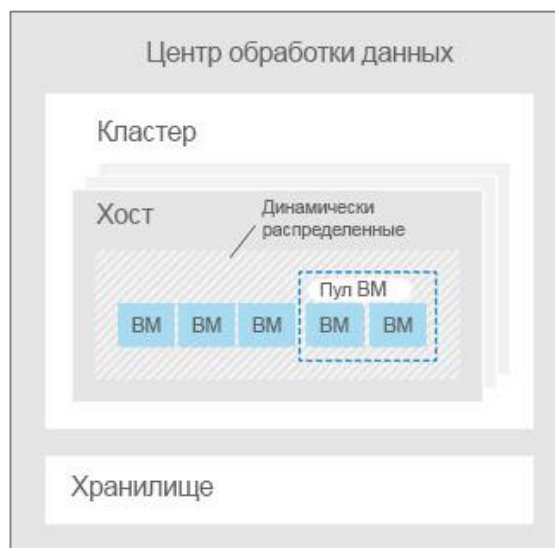 Центр обработки данных
Кластер
Хост
Динамически
распределенные
Пул ВМ
ВМ ВМ ВМ ВМ ВМ
Хранилище